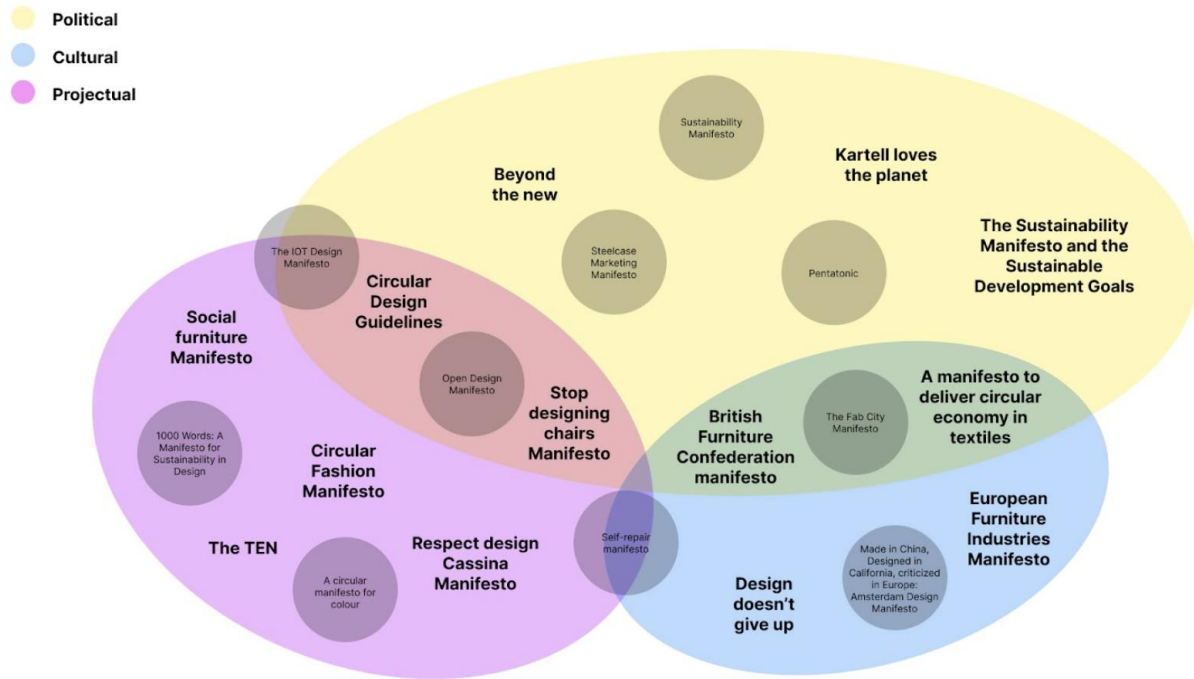 Political
Cultural
Projectual
Sustainability
Manifesto
Kartell loves
the planet
Beyond
the new
The Sustainability
Manifesto and the
Sustainable
Development Goals
Steelcase
Marketing
Manifesto
Pentatonic
The IOT Design
Manifesto
Circular
Design
Guidelines
Social
furniture
Manifesto
Open Design
Manifesto
Stop
designing
chairs
Manifesto
British
Furniture
Confederation
manifesto
The Fab City
Manifesto
A manifesto to
deliver circular
economy in
textiles
1000 Words: A
Manifesto for
Sustainability in
Design
Circular
Fashion
Manifesto
European
Furniture
Industries
Manifesto
The TEN
Respect design
Cassina
Manifesto
Self-repair
manifesto
Made in China,
Designed in
California, criticized
in Europe:
Amsterdam Design
Manifesto
A circular
manifesto for
colour
Design
doesn’t
give up